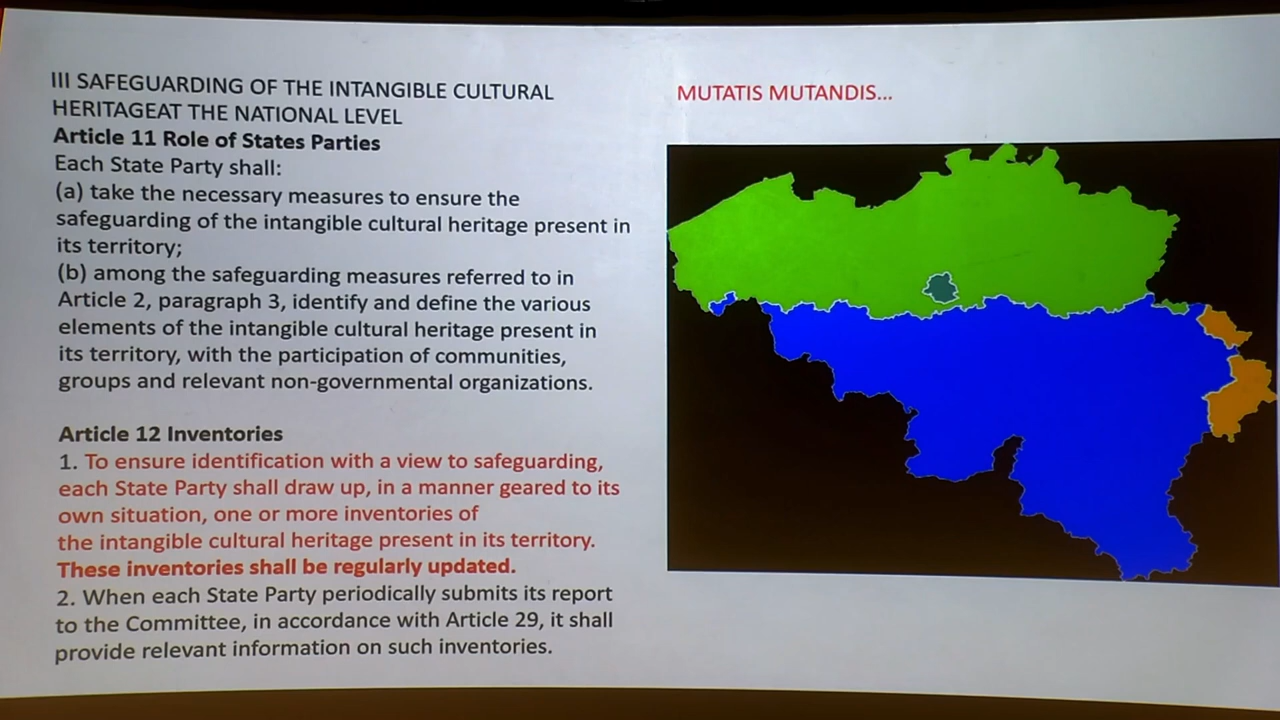 III SAFEGUARDING OF THE INTANGIBLE CULTURAL
HERITAGEAT THE NATIONAL LEVEL
Article 11 Role of States Parties
Each State Party shall:
(a) take the necessary measures to ensure the
safeguarding of the intangible cultural heritage present in
its territory;
(b) among the safeguarding measures referred to in
Article 2, paragraph 3, identify and define the various
elements of the intangible cultural heritage present in
its territory, with the participation of communities,
groups and relevant non-governmental organizations.
Article 12 Inventories
1. To ensure identification with a view to safeguarding,
each State Party shall draw up, in a manner geared to its
own situation, one or more inventories of
the intangible cultural heritage present in its territory.
These inventories shall be regularly updated.
2. When each State Party periodically submits its report
to the Committee, in accordance with Article 29, it shall
provide relevant information on such inventories.
MUTATIS MUTANDIS...